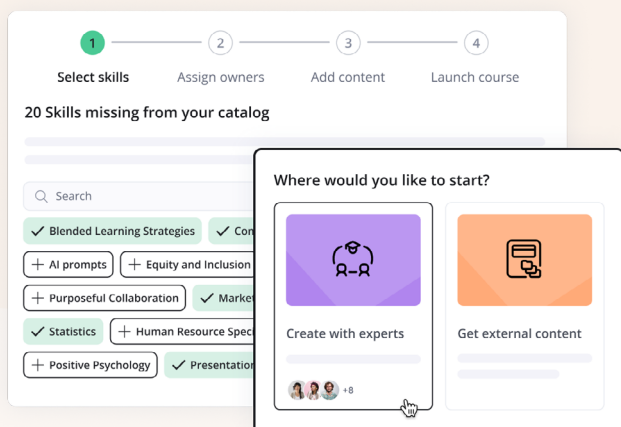 1 2 3 4
Select skills Assign owners Add content Launch course
20 Skills missing from your catalog
Search
Blended Learning Strategies
AI prompts Equity and Inclusion
Purposeful Collaboration
Statistics Human Resource
Positive Psychology Presentation
Where would you like to start?
Create with experts Get external content
+8